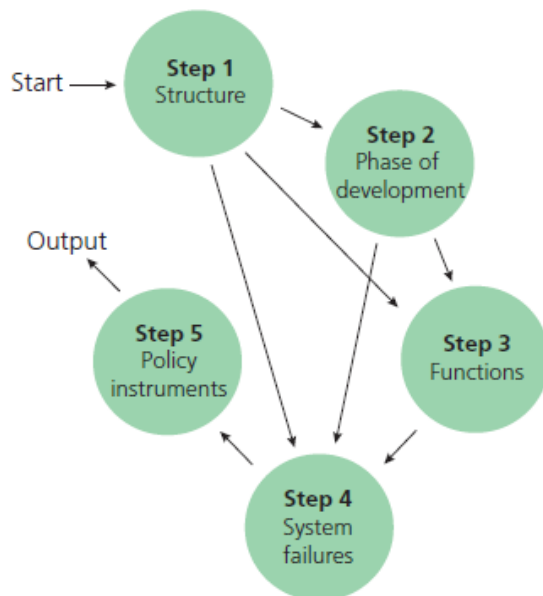 Start
Step 1
Structure
Step 2
Phase of
development
Step 3
Functions
Step 4
System
failures
Step 5
Policy
instruments
Output